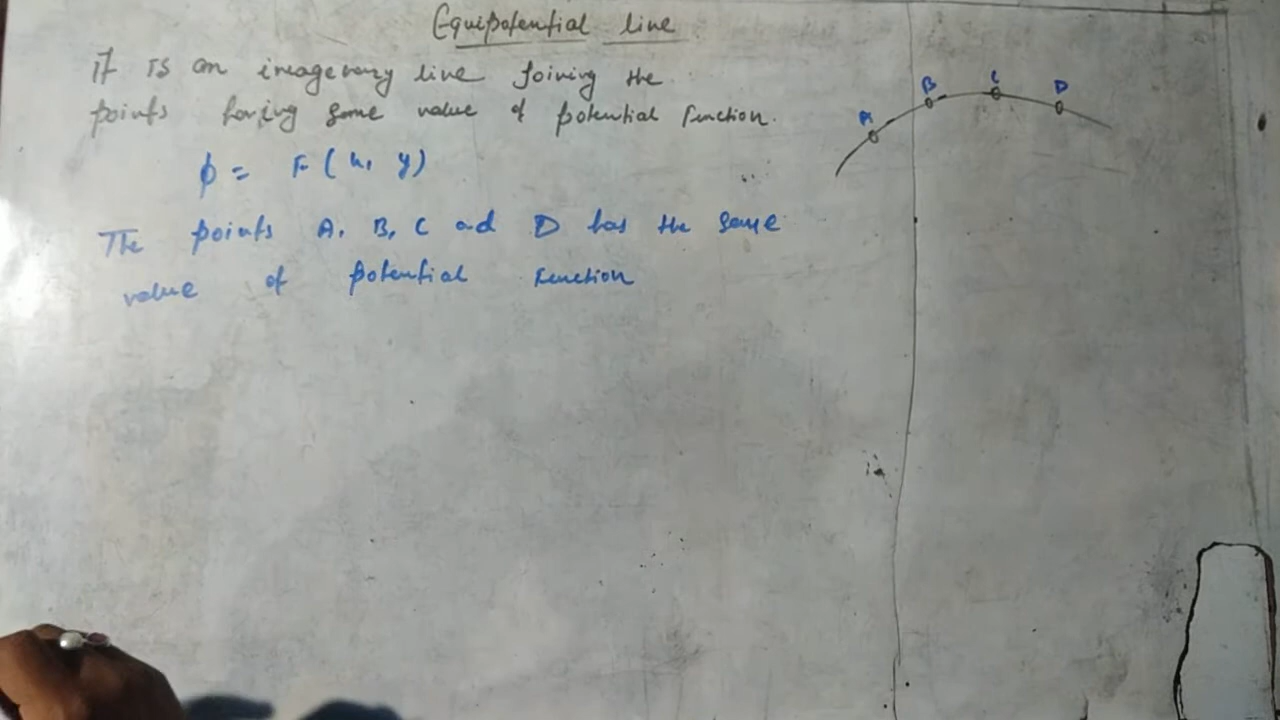 Equipotential line
It is an imagenary line Joining the
points having same value of potential Function.
ϕ = F(x, y)
The points A, B, C and D has the same
value of potential Function
A
B
C
D